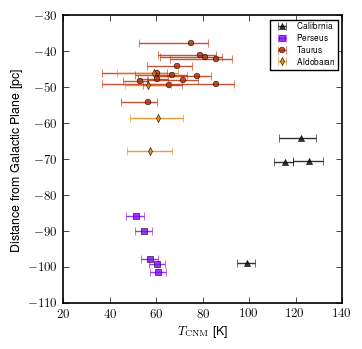 −30
−40
−50
−60
−70
−80
−90
−100
−110
Distance from Galactic Plane [pc]
California
Perseus
Taurus
Aldobaran
20
40
60
80
100
120
140
T_CNM [K]